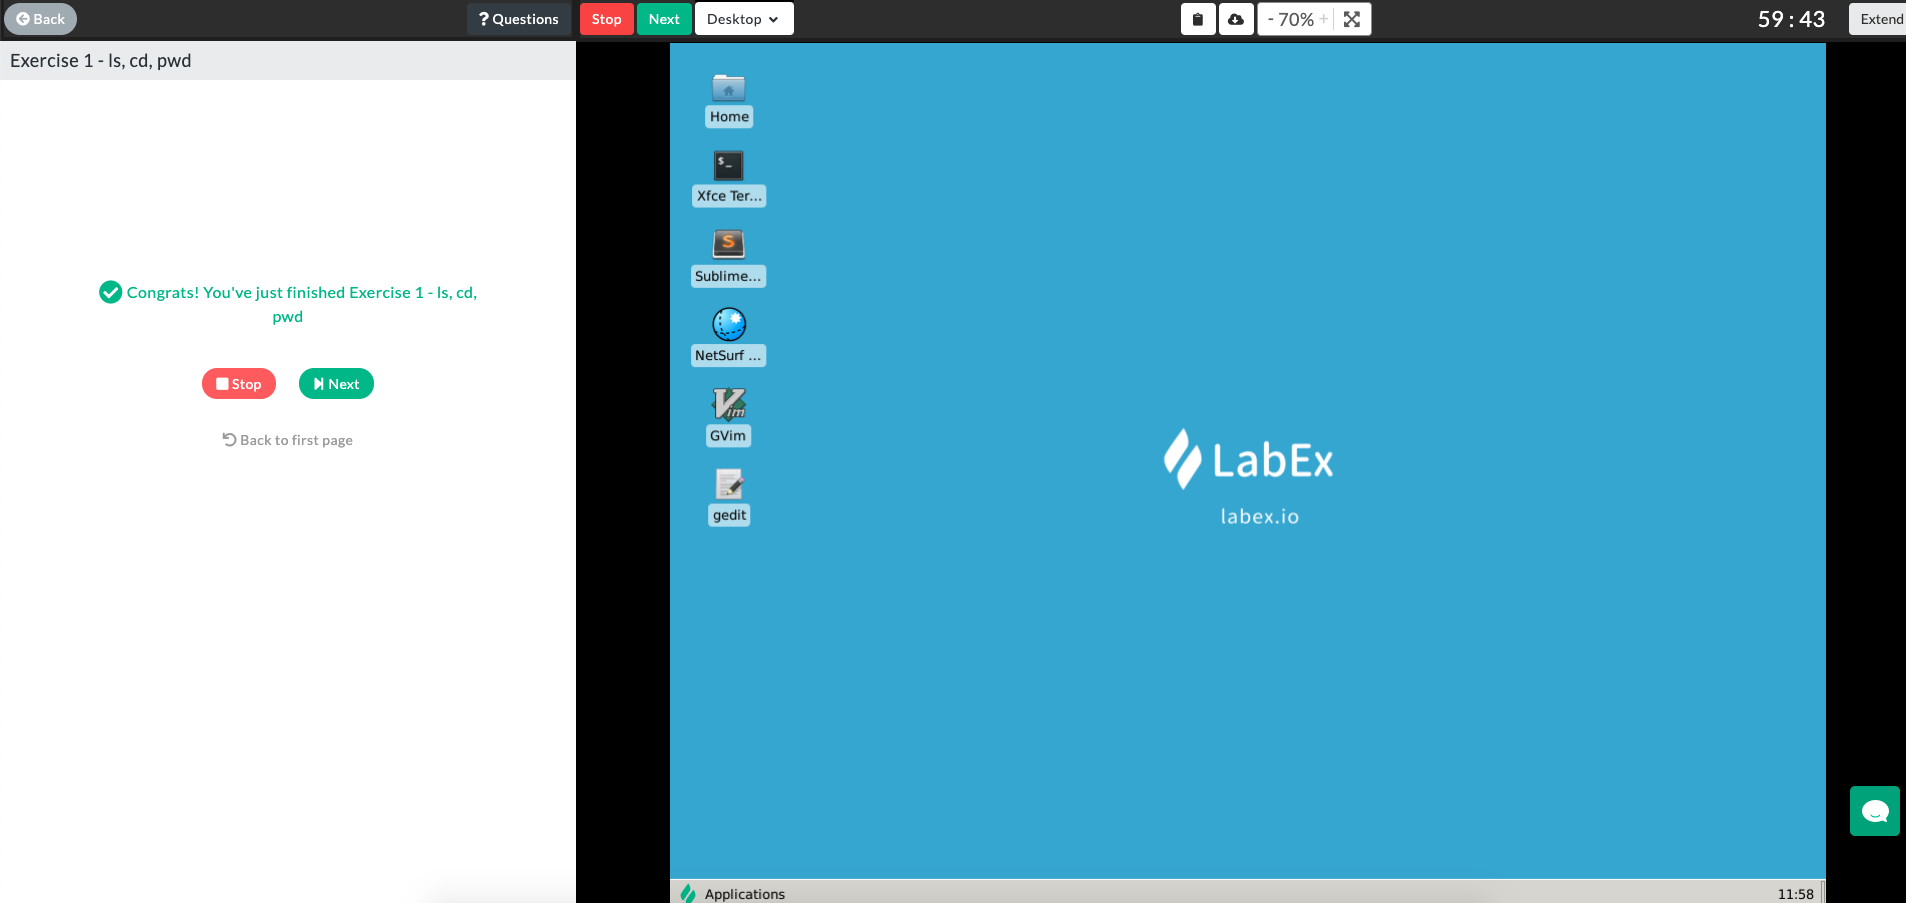 Back
? Questions
Stop
Next
Desktop
- 70% +
59 : 43
Extend
Exercise 1 - ls, cd, pwd
Congrats! You've just finished Exercise 1 - ls, cd,
pwd
Stop
Next
Back to first page
Home
$_
Xfce Ter...
S
Sublime...
NetSurf ...
Vim
GVim
gedit
LabEx
labex.io
Applications
11:58